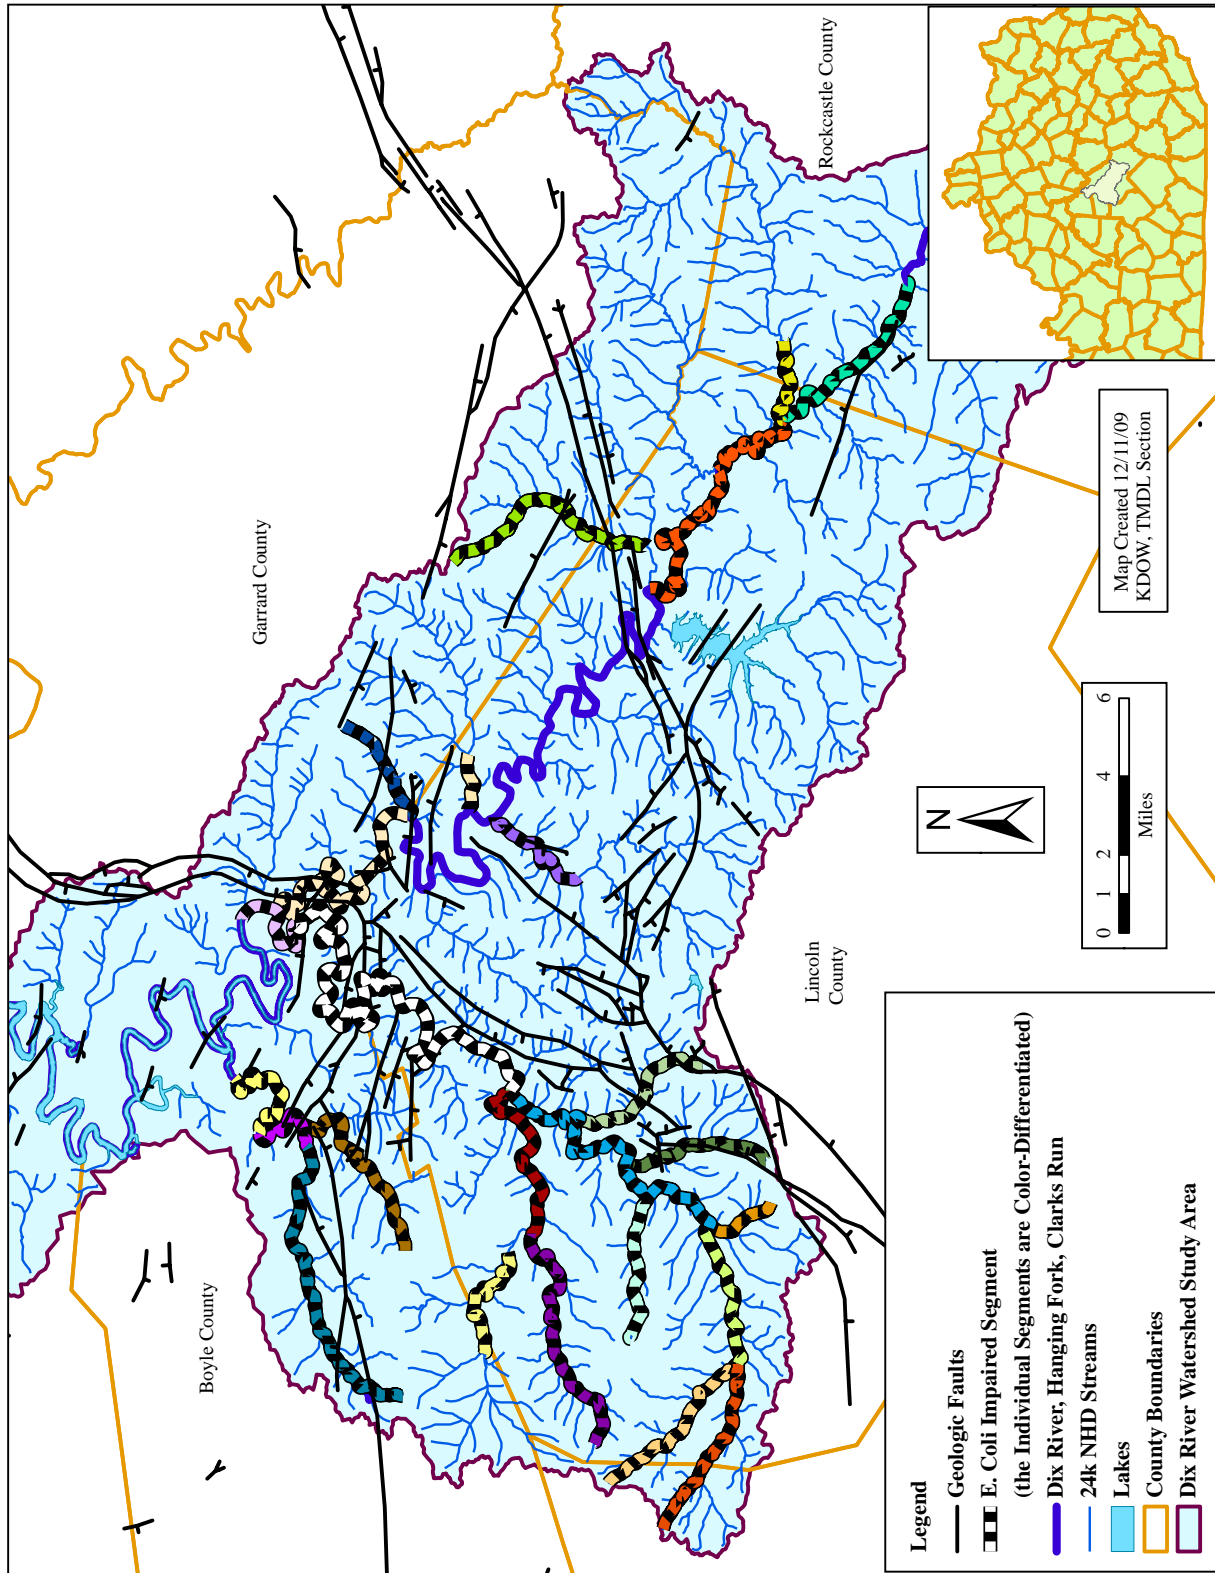 Rockcastle County
Garrard County
Boyle County
Lincoln
County
Map Created 12/11/09
KDOW, TMDL Section
N
0 1 2 4 6
Miles
Legend
Geologic Faults
E. Coli Impaired Segment
(the Individual Segments are Color-Differentiated)
Dix River, Hanging Fork, Clarks Run
24k NHD Streams
Lakes
County Boundaries
Dix River Watershed Study Area